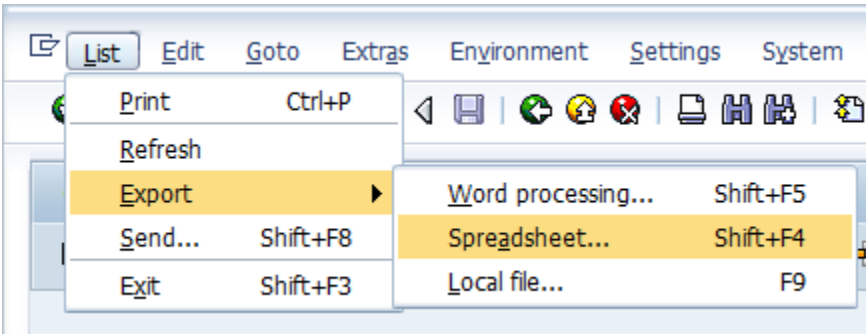 List Edit Goto Extras Environment Settings System
Print Ctrl+P
Refresh
Export
Word processing... Shift+F5
Send... Shift+F8
Spreadsheet... Shift+F4
Exit Shift+F3
Local file... F9